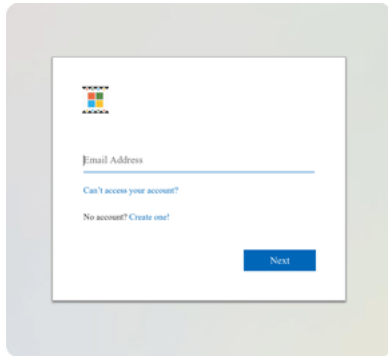 Email Address
Can't access your account?
No account? Create one!
Next